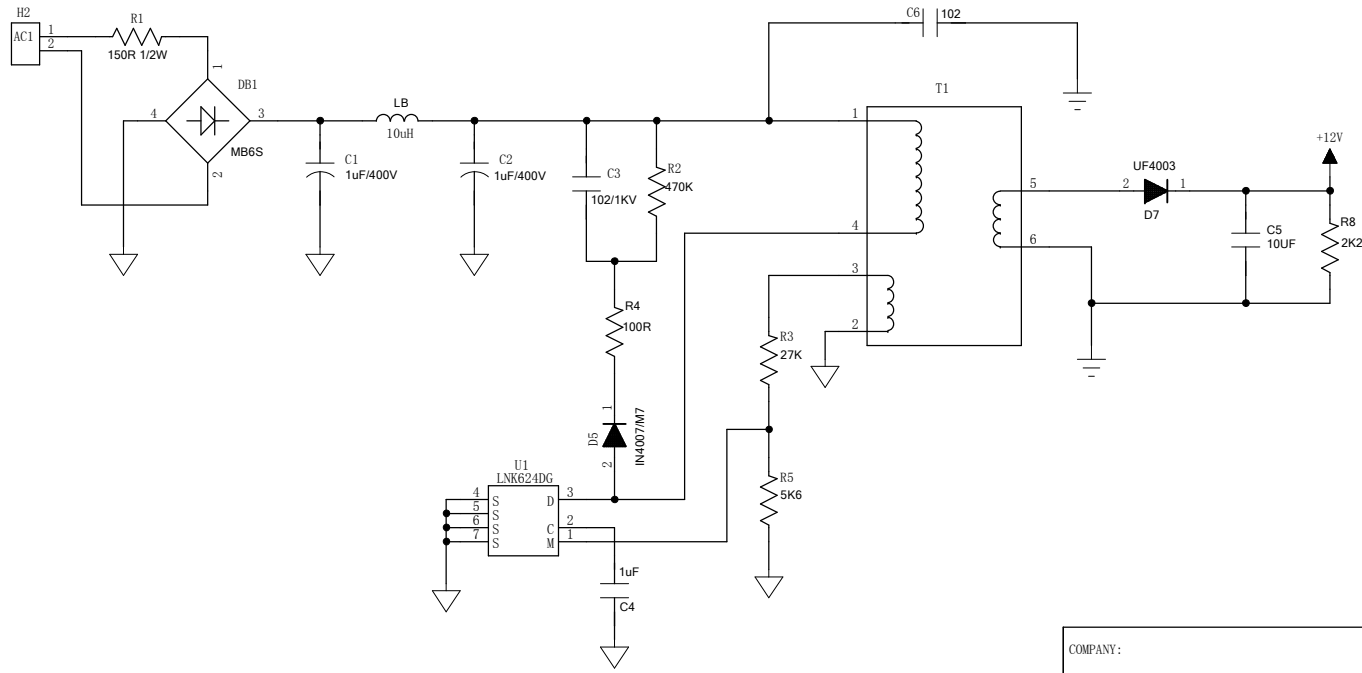 H2
AC1
1
2
R1
150R 1/2W
1
DB1
4
3
MB6S
2
C1
1uF/400V
LB
10uH
C2
1uF/400V
C3
102/1KV
R2
470K
R4
100R
1
D5
IN4007/M7
2
U1
LNK624DG
4
S
5
S
6
S
7
S
D
3
C
2
M
1
1uF
C4
C6
102
T1
1
4
3
2
5
6
R3
27K
R5
5K6
UF4003
2
1
D7
+12V
C5
10UF
R8
2K2
COMPANY: